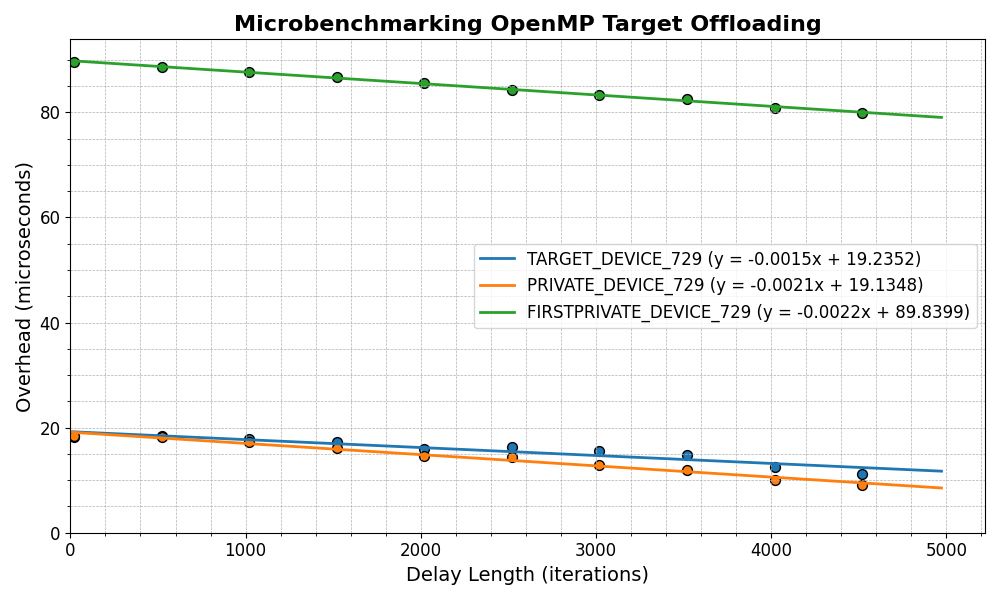 Microbenchmarking OpenMP Target Offloading
Overhead (microseconds)
80
60
40
20
0
TARGET_DEVICE_729 (y = -0.0015x + 19.2352)
PRIVATE_DEVICE_729 (y = -0.0021x + 19.1348)
FIRSTPRIVATE_DEVICE_729 (y = -0.0022x + 89.8399)
0 1000 2000 3000 4000 5000
Delay Length (iterations)